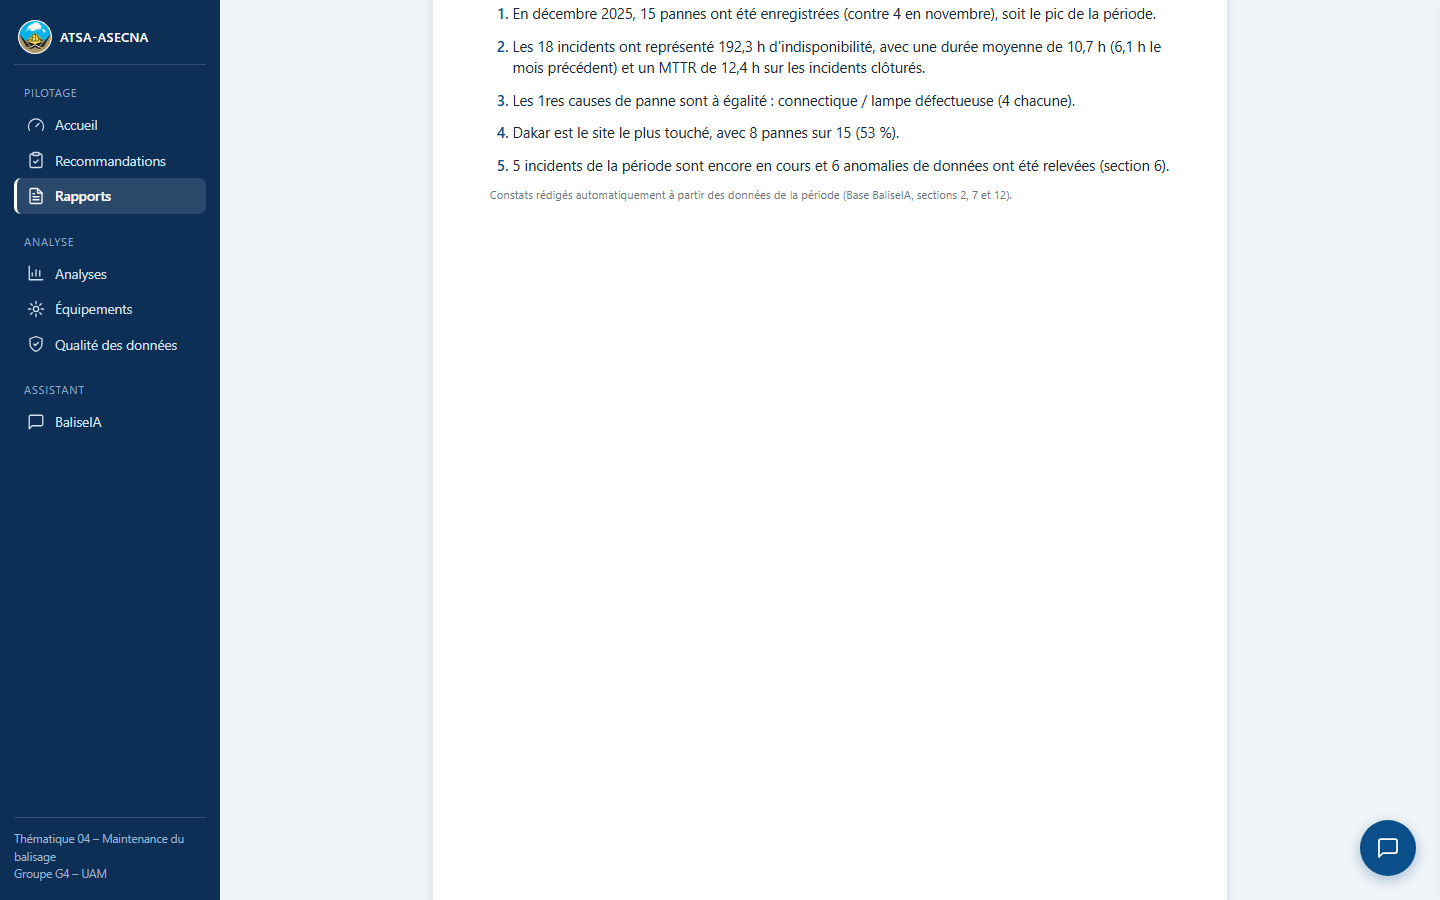 ATSA-ASECNA
PILOTAGE
Accueil
Recommandations
Rapports
ANALYSE
Analyses
Équipements
Qualité des données
ASSISTANT
BaliseIA
Thématique 04 – Maintenance du
balisage
Groupe G4 – UAM
1. En décembre 2025, 15 pannes ont été enregistrées (contre 4 en novembre), soit le pic de la période.
2. Les 18 incidents ont représenté 192,3 h d'indisponibilité, avec une durée moyenne de 10,7 h (6,1 h le
mois précédent) et un MTTR de 12,4 h sur les incidents clôturés.
3. Les 1res causes de panne sont à égalité : connectique / lampe défectueuse (4 chacune).
4. Dakar est le site le plus touché, avec 8 pannes sur 15 (53 %).
5. 5 incidents de la période sont encore en cours et 6 anomalies de données ont été relevées (section 6).
Constats rédigés automatiquement à partir des données de la période (Base BaliseIA, sections 2, 7 et 12).